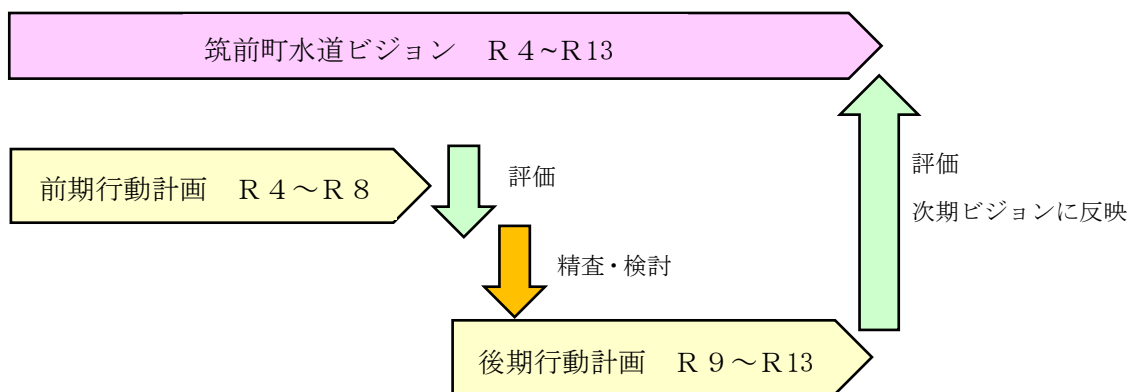 筑前町水道ビジョン　Ｒ４~Ｒ13
前期行動計画　Ｒ４～Ｒ８
評価
評価
次期ビジョンに反映
精査・検討
後期行動計画　Ｒ９～Ｒ13